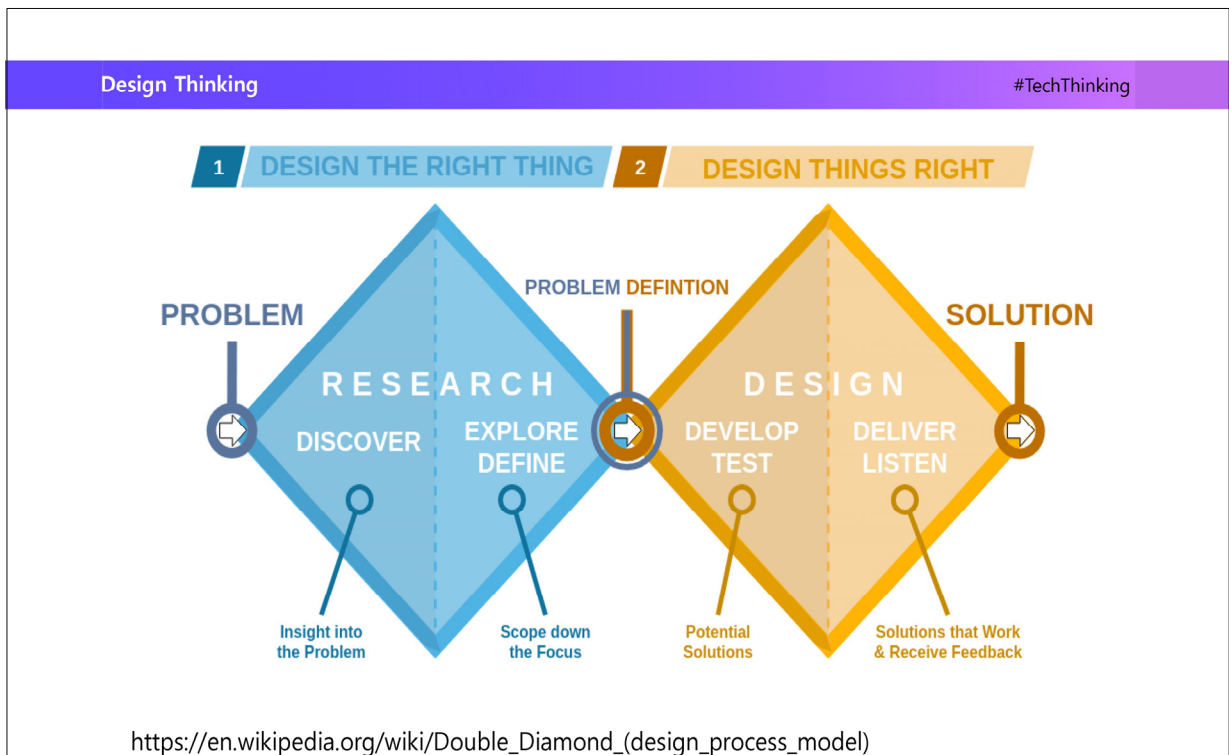 Design Thinking
#TechThinking
1 DESIGN THE RIGHT THING
2 DESIGN THINGS RIGHT
PROBLEM
PROBLEM DEFINTION
SOLUTION
RESEARCH
DESIGN
DISCOVER
EXPLORE
DEFINE
DEVELOP
TEST
DELIVER
LISTEN
Insight into
the Problem
Scope down
the Focus
Potential
Solutions
Solutions that Work
& Receive Feedback
https://en.wikipedia.org/wiki/Double_Diamond_(design_process_model)